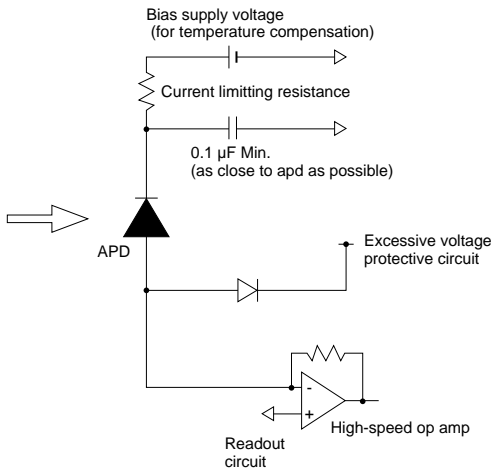 Bias supply voltage
(for temperature compensation)
Current limitting resistance
0.1 µF Min.
(as close to apd as possible)
APD
Excessive voltage
protective circuit
-
+
High-speed op amp
Readout
circuit